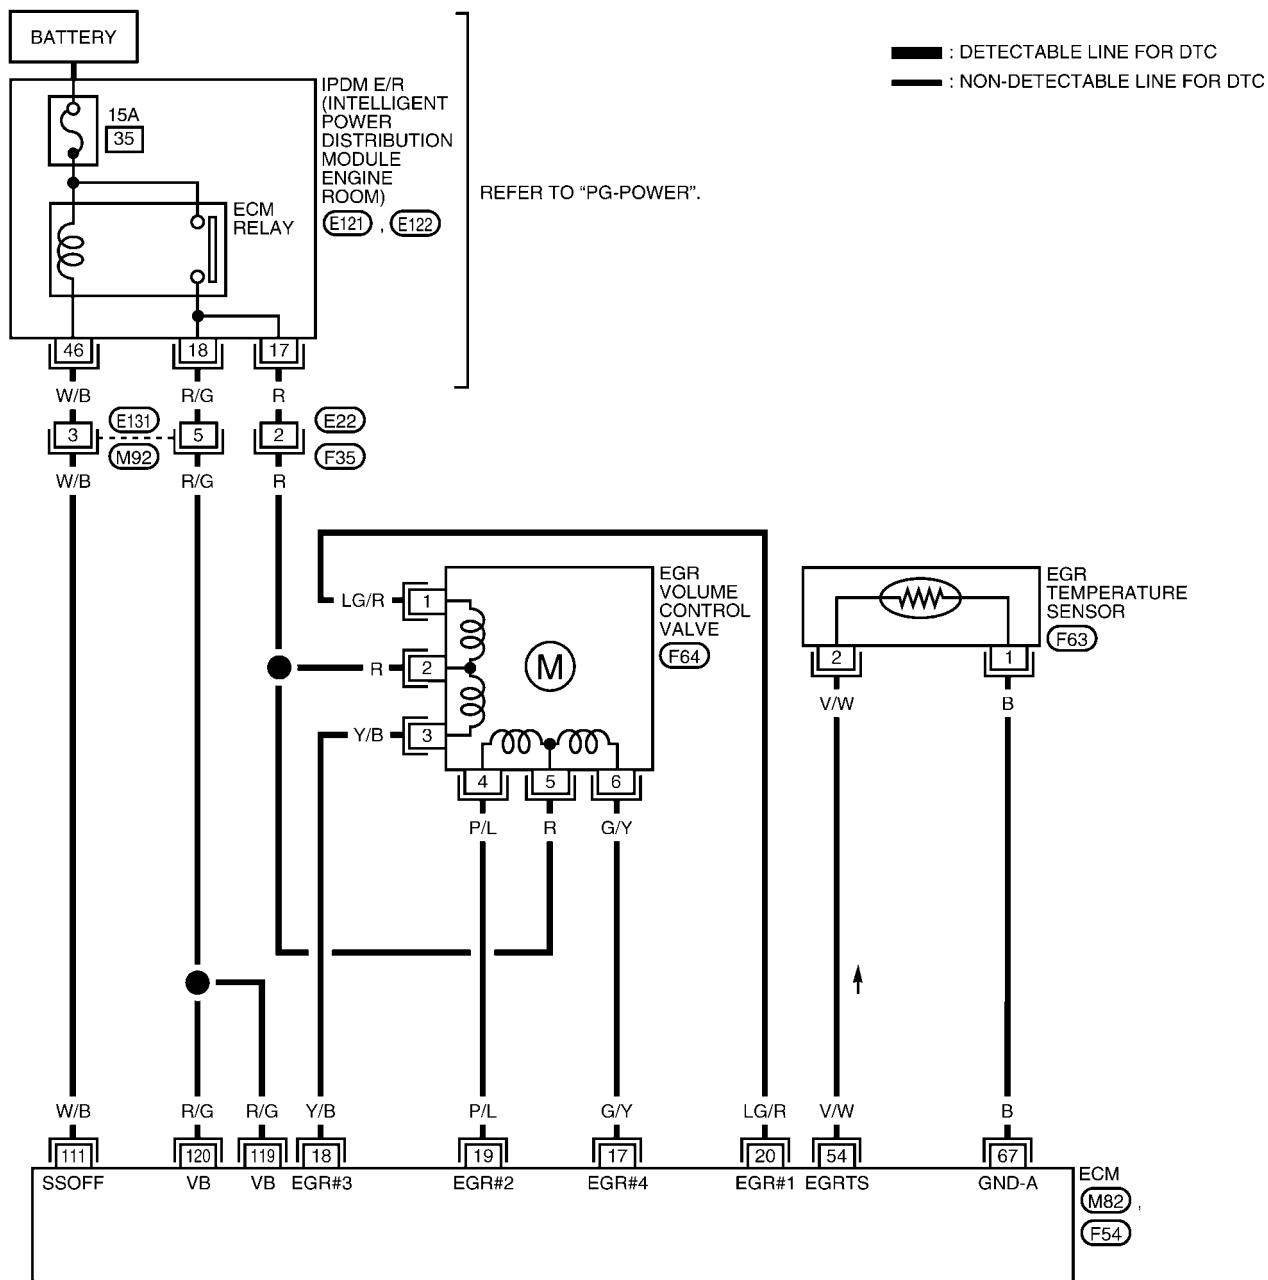 BATTERY
: DETECTABLE LINE FOR DTC
: NON-DETECTABLE LINE FOR DTC
15A
35
IPDM E/R
(INTELLIGENT
POWER
DISTRIBUTION
MODULE
ENGINE
ROOM)
E121 , E122
REFER TO “PG-POWER”.
ECM
RELAY
46 18 17
W/B R/G R
3 E131 5 2 E22
M92 F35
W/B R/G R
EGR
VOLUME
CONTROL
VALVE
F64
LG/R 1
R 2
M
Y/B 3
4 5 6
P/L R G/Y
EGR
TEMPERATURE
SENSOR
F63
2 1
V/W B
W/B R/G R/G Y/B P/L G/Y LG/R V/W B
111 120 119 18 19 17 20 54 67
SSOFF VB VB EGR#3 EGR#2 EGR#4 EGR#1 EGRTS GND-A
ECM
M82 ,
F54